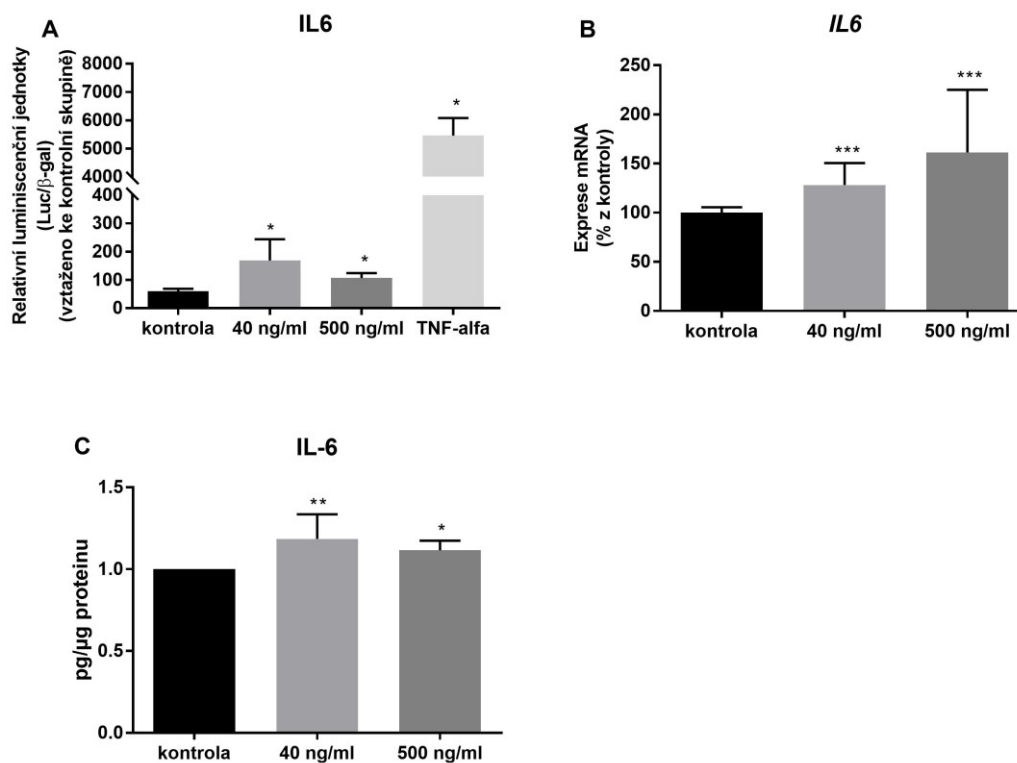 A
IL6
Relativní luminiscenční jednotky
(Luc/β-gal)
(vztaženo ke kontrolní skupině)
8000
7000
6000
5000
4000
400
300
200
100
0
*
*
*
kontrola
40 ng/ml
500 ng/ml
TNF-alfa
B
IL6
Exprese mRNA
(% z kontroly)
250
200
150
100
50
0
***
***
kontrola
40 ng/ml
500 ng/ml
C
IL-6
pg/µg proteinu
1.5
1.0
0.5
0.0
**
*
kontrola
40 ng/ml
500 ng/ml